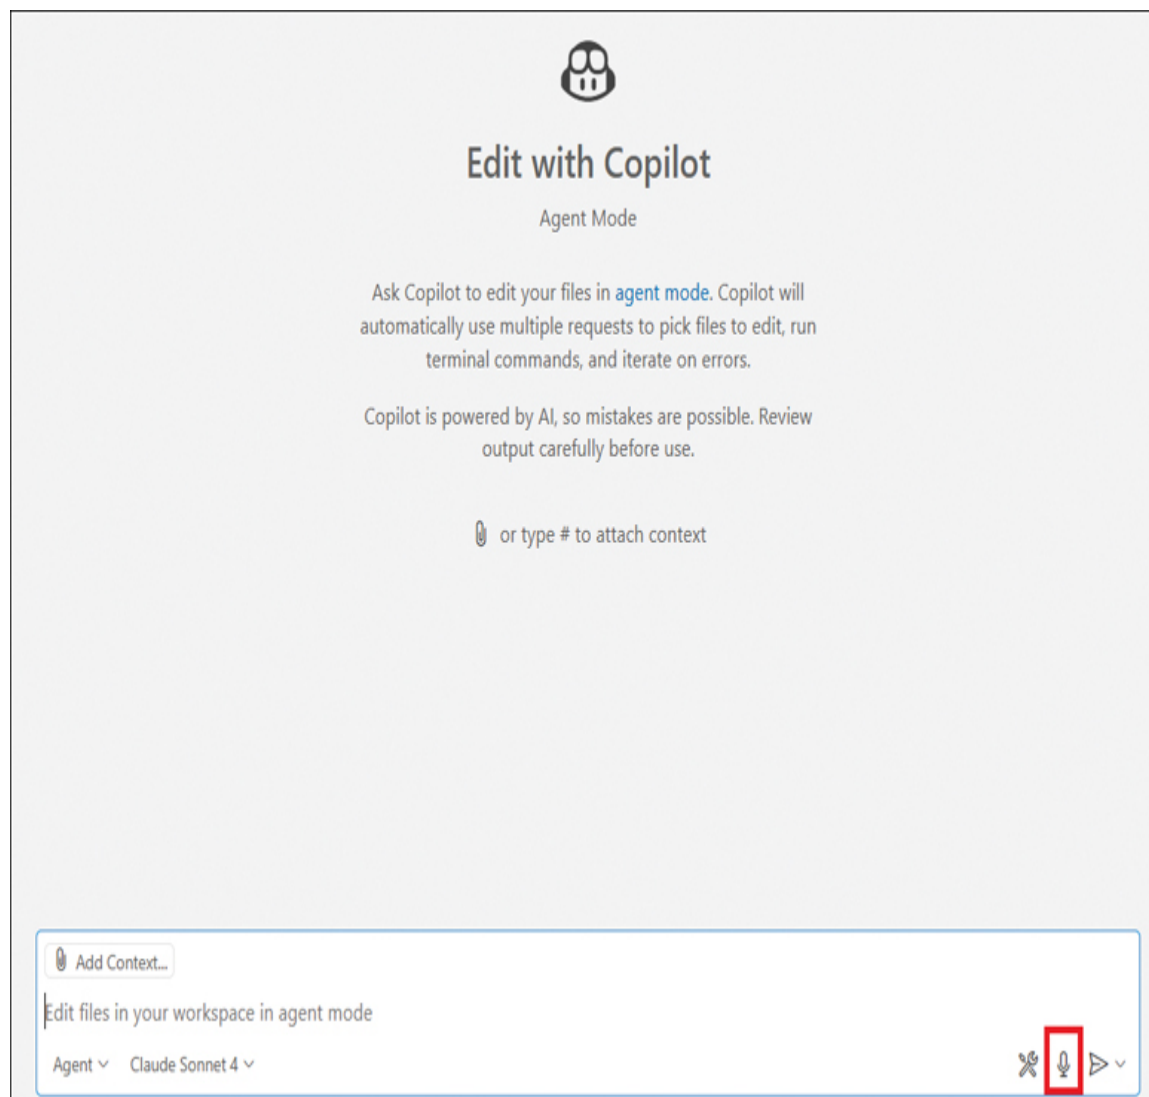 Edit with Copilot
Agent Mode
Ask Copilot to edit your files in agent mode. Copilot will
automatically use multiple requests to pick files to edit, run
terminal commands, and iterate on errors.
Copilot is powered by AI, so mistakes are possible. Review
output carefully before use.
or type # to attach context
Add Context...
Edit files in your workspace in agent mode
Agent Claude Sonnet 4